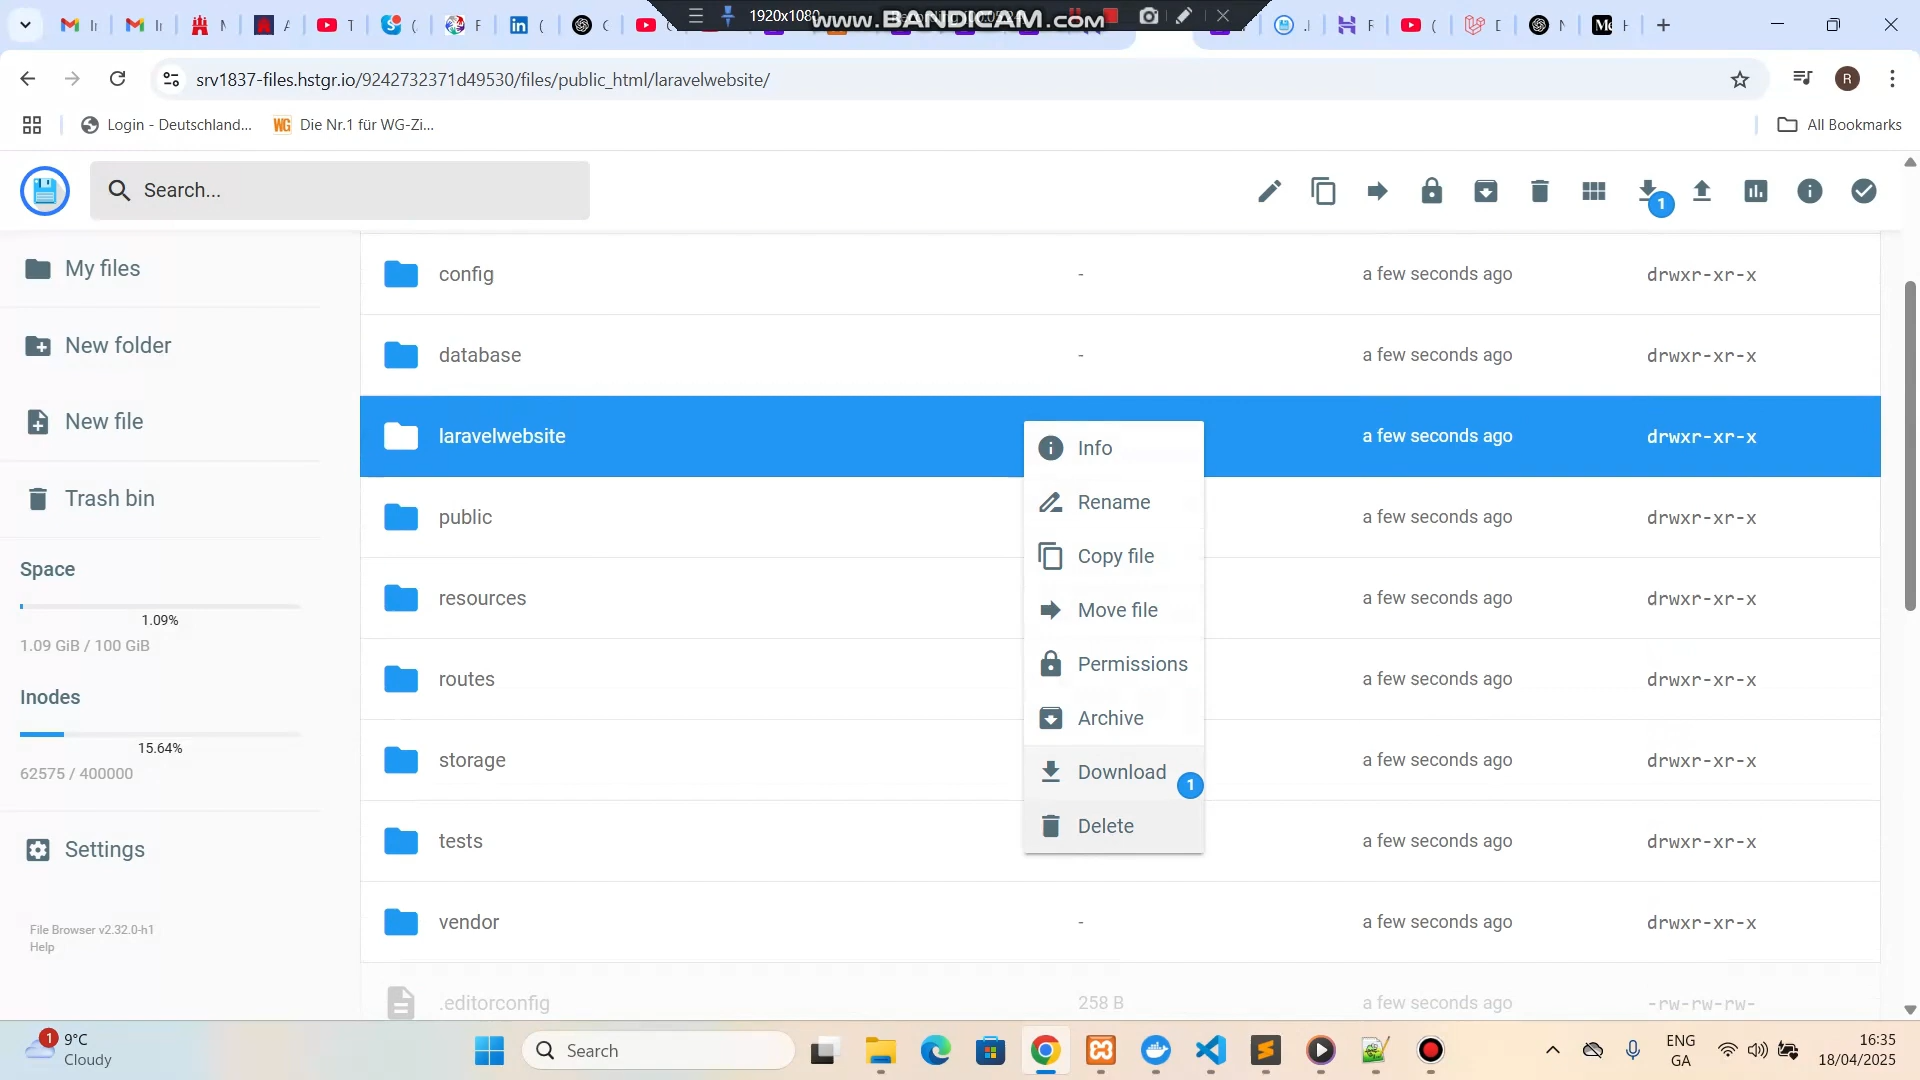 1920x1080
www.BANDICAM.com
srv1837-files.hstgr.io/9242732371d49530/files/public_html/laravelwebsite/
R
Login - Deutschland...
WG
Die Nr.1 für WG-Zi...
All Bookmarks
Search...
1
My files
New folder
New file
Trash bin
Space
1.09%
1.09 GiB / 100 GiB
Inodes
15.64%
62575 / 400000
Settings
File Browser v2.32.0-h1
Help
config - a few seconds ago drwxr-xr-x
database - a few seconds ago drwxr-xr-x
laravelwebsite a few seconds ago drwxr-xr-x
public a few seconds ago drwxr-xr-x
resources a few seconds ago drwxr-xr-x
routes a few seconds ago drwxr-xr-x
storage a few seconds ago drwxr-xr-x
tests a few seconds ago drwxr-xr-x
vendor - a few seconds ago drwxr-xr-x
.editorconfig 258 B a few seconds ago -rw-rw-rw-
Info
Rename
Copy file
Move file
Permissions
Archive
Download
1
Delete
1
9°C
Cloudy
Search
ENG
GA
16:35
18/04/2025